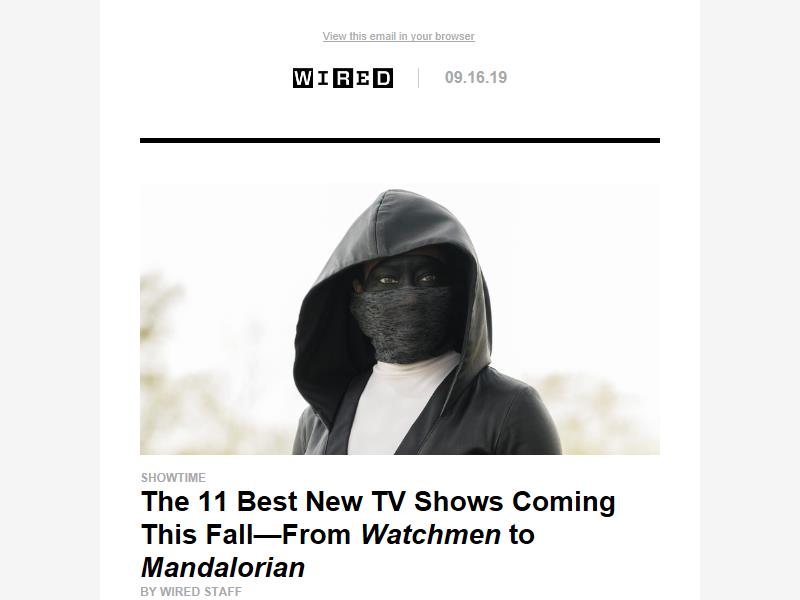 View this email in your browser
WIRED 09.16.19
SHOWTIME
The 11 Best New TV Shows Coming
This Fall—From Watchmen to
Mandalorian
BY WIRED STAFF